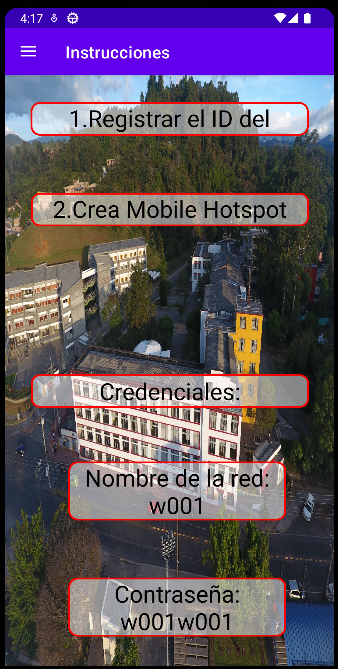 4:17
Instrucciones
1.Registrar el ID del
2.Crea Mobile Hotspot
Credenciales:
Nombre de la red:
w001
Contraseña:
w001w001